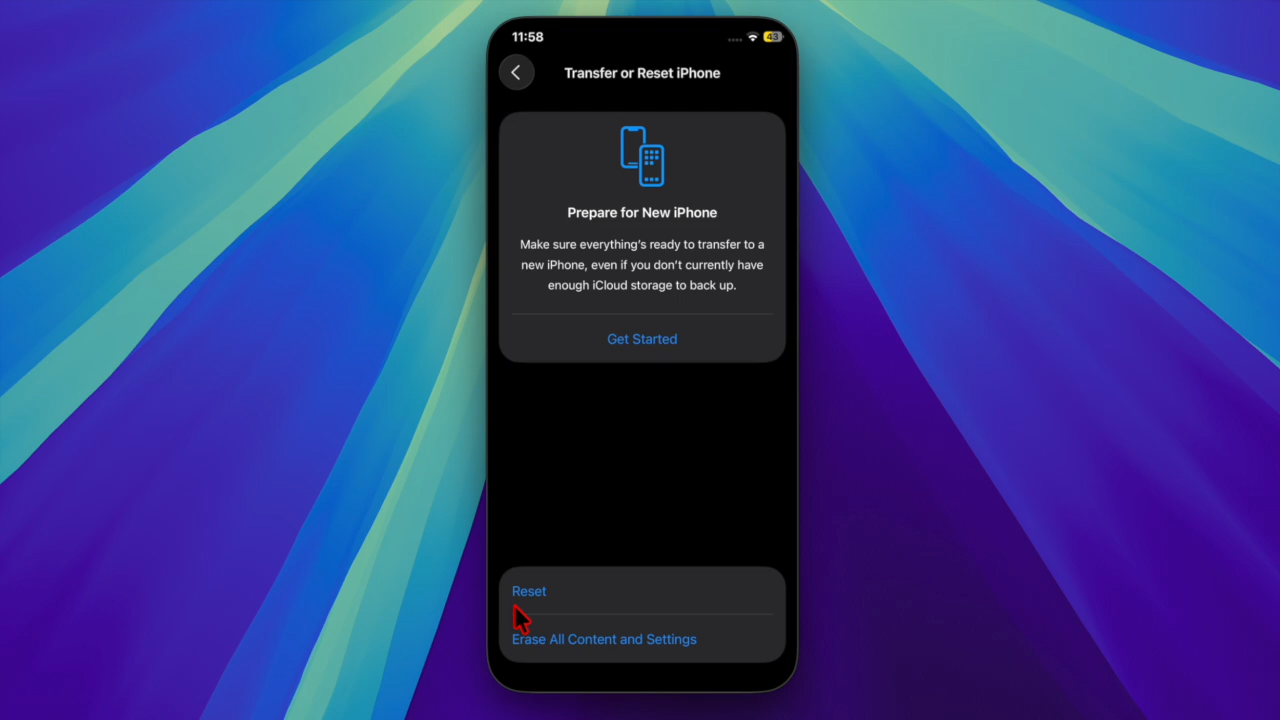 11:58
43
Transfer or Reset iPhone
Prepare for New iPhone
Make sure everything's ready to transfer to a
new iPhone, even if you don't currently have
enough iCloud storage to back up.
Get Started
Reset
Erase All Content and Settings